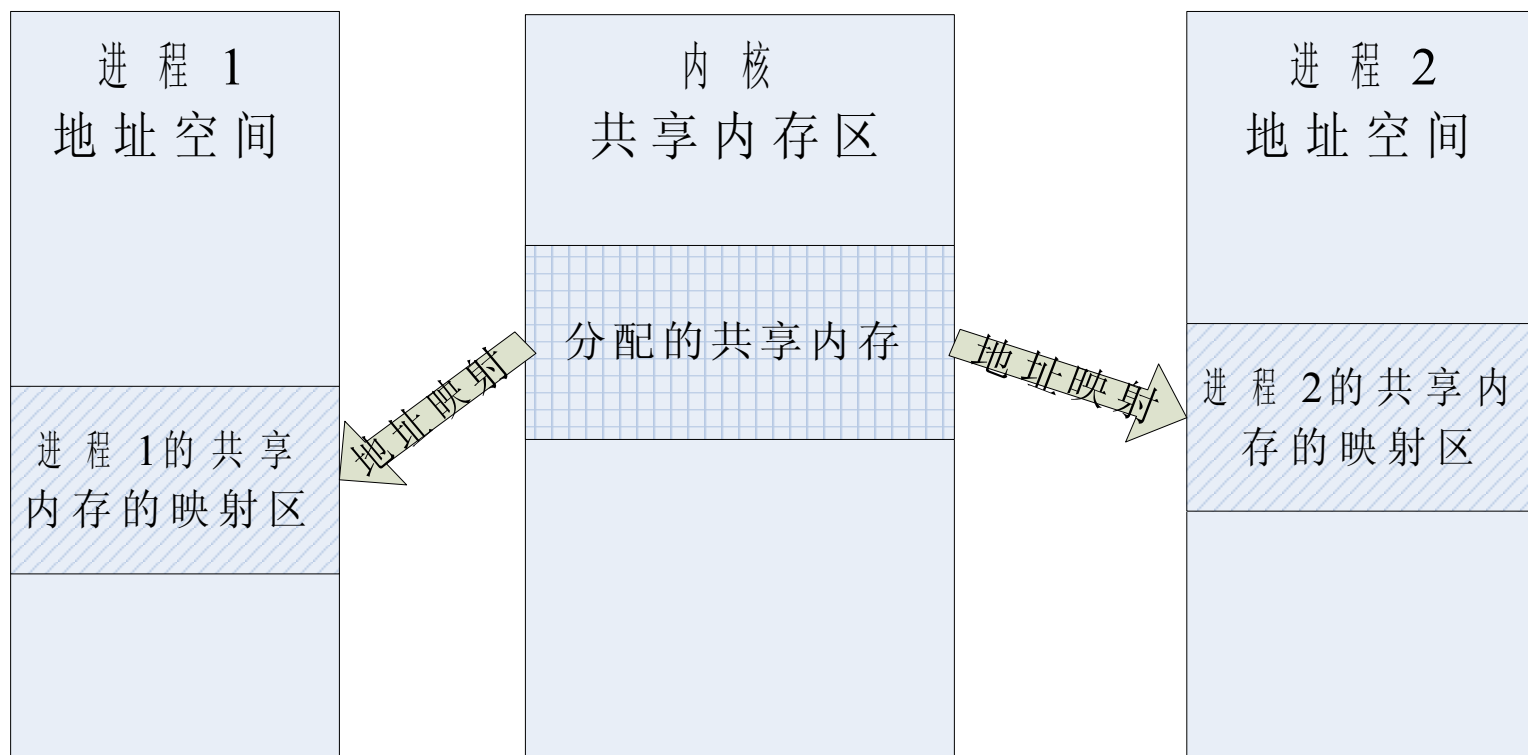 进程1
地址空间
内核
共享内存区
进程2
地址空间
分配的共享内存
地址映射
地址映射
进程1的共享
内存的映射区
进程2的共享内
存的映射区